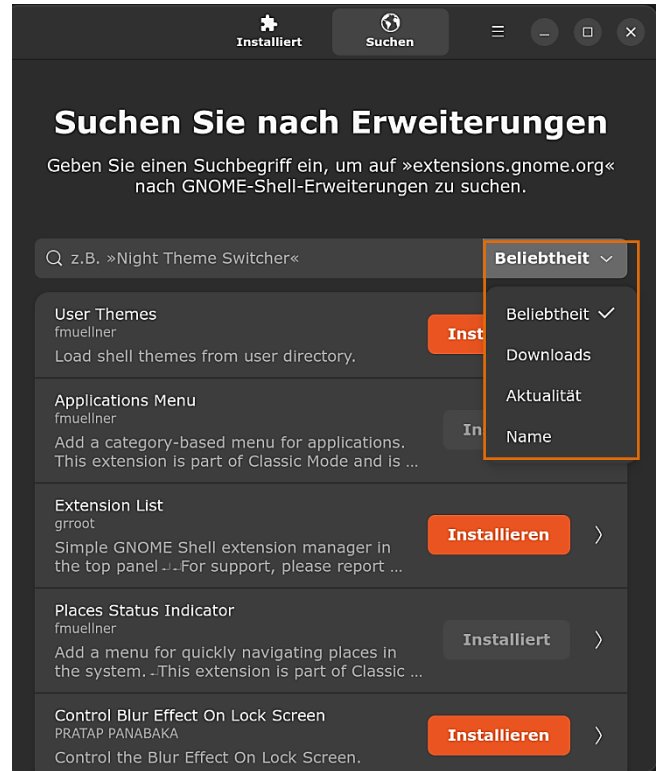 Installiert
Suchen
Suchen Sie nach Erweiterungen
Geben Sie einen Suchbegriff ein, um auf »extensions.gnome.org«
nach GNOME-Shell-Erweiterungen zu suchen.
z.B. »Night Theme Switcher«
Beliebtheit
Beliebtheit
Downloads
Aktualität
Name
User Themes
fmuellner
Load shell themes from user directory.
Inst
Applications Menu
fmuellner
Add a category-based menu for applications.
This extension is part of Classic Mode and is ...
In
Extension List
grroot
Simple GNOME Shell extension manager in
the top panel ⏎⏎For support, please report ...
Installieren
Places Status Indicator
fmuellner
Add a menu for quickly navigating places in
the system. ⏎This extension is part of Classic ...
Installiert
Control Blur Effect On Lock Screen
PRATAP PANABAKA
Control the Blur Effect On Lock Screen.
Installieren